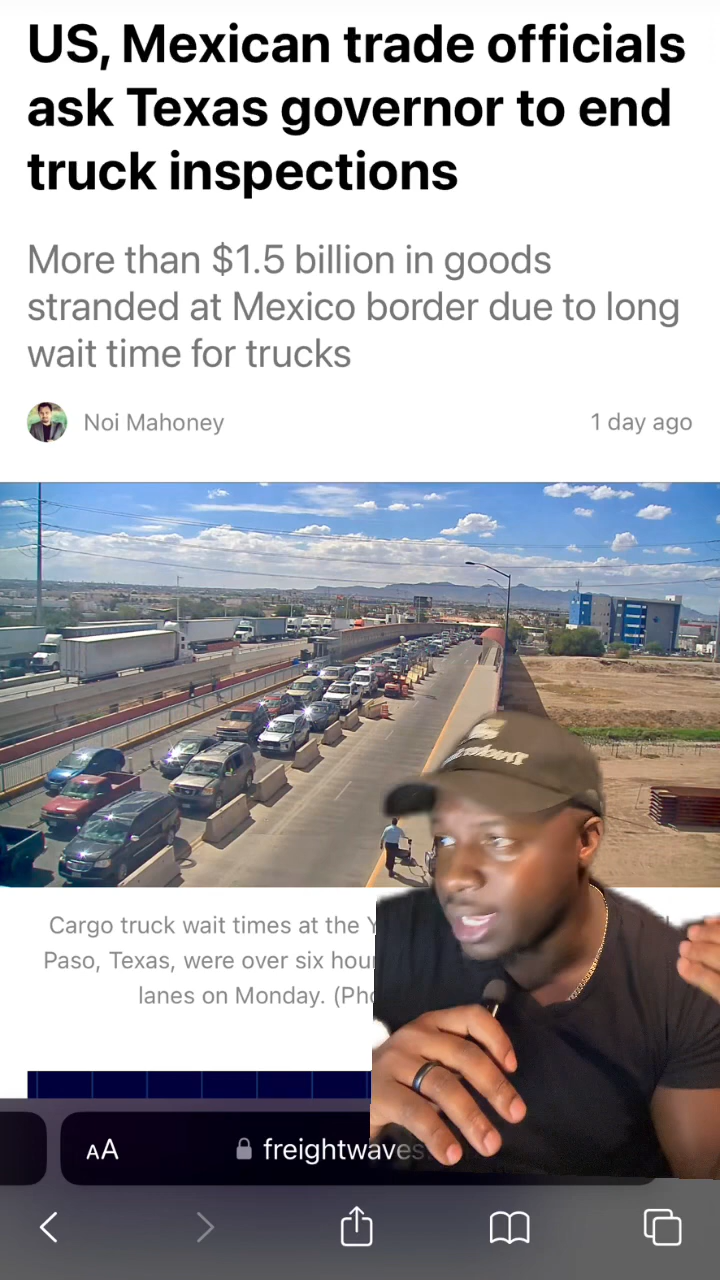 US, Mexican trade officials
ask Texas governor to end
truck inspections
More than $1.5 billion in goods
stranded at Mexico border due to long
wait time for trucks
Noi Mahoney
1 day ago
Cargo truck wait times at the
Paso, Texas, were over six
lanes on Monday.
AA
freightwaves